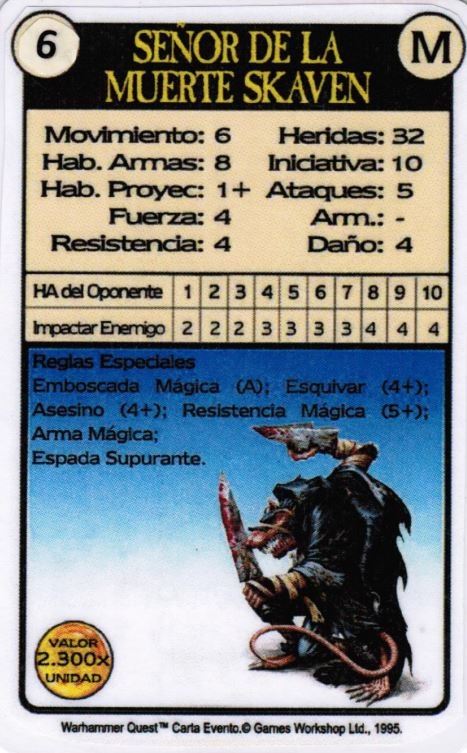 6
SEÑOR DE LA
M
MUERTE SKAVEN
Movimiento: 6 Heridas: 32
Hab. Armas: 8 Iniciativa: 10
Hab. Proyec: 1+ Ataques: 5
Fuerza: 4 Arm.: -
Resistencia: 4 Daño: 4
HA del Oponente 1 2 3 4 5 6 7 8 9 10
Impactar Enemigo 2 2 2 3 3 3 3 4 4 4
Reglas Especiales
Emboscada Mágica (A); Esquivar (4+);
Asesino (4+); Resistencia Mágica (5+);
Arma Mágica;
Espada Supurante.
VALOR
2.300x
UNIDAD
Warhammer Quest™ Carta Evento.© Games Workshop Ltd., 1995.